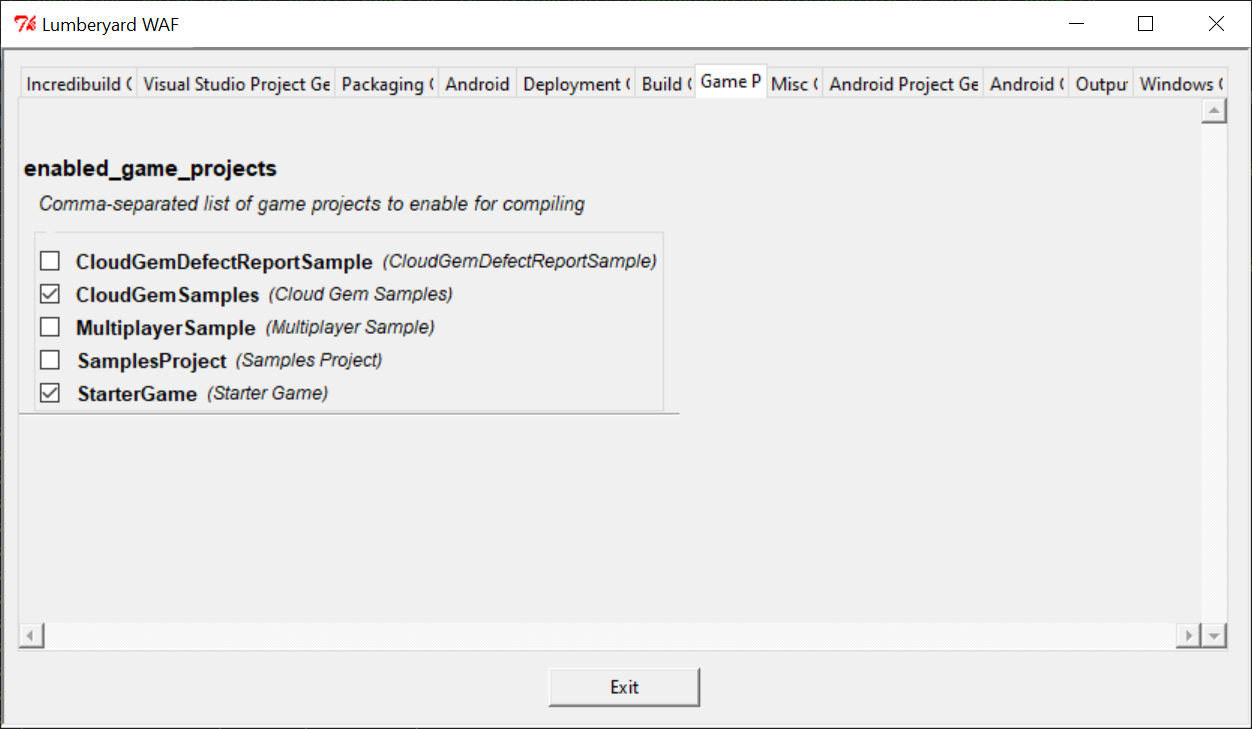 Lumberyard WAF
Incredibuild ( Visual Studio Project Ge Packaging ( Android Deployment ( Build ( Game P Misc ( Android Project Ge Android ( Outpu Windows (
enabled_game_projects
Comma-separated list of game projects to enable for compiling
CloudGemDefectReportSample (CloudGemDefectReportSample)
CloudGemSamples (Cloud Gem Samples)
MultiplayerSample (Multiplayer Sample)
SamplesProject (Samples Project)
StarterGame (Starter Game)
Exit